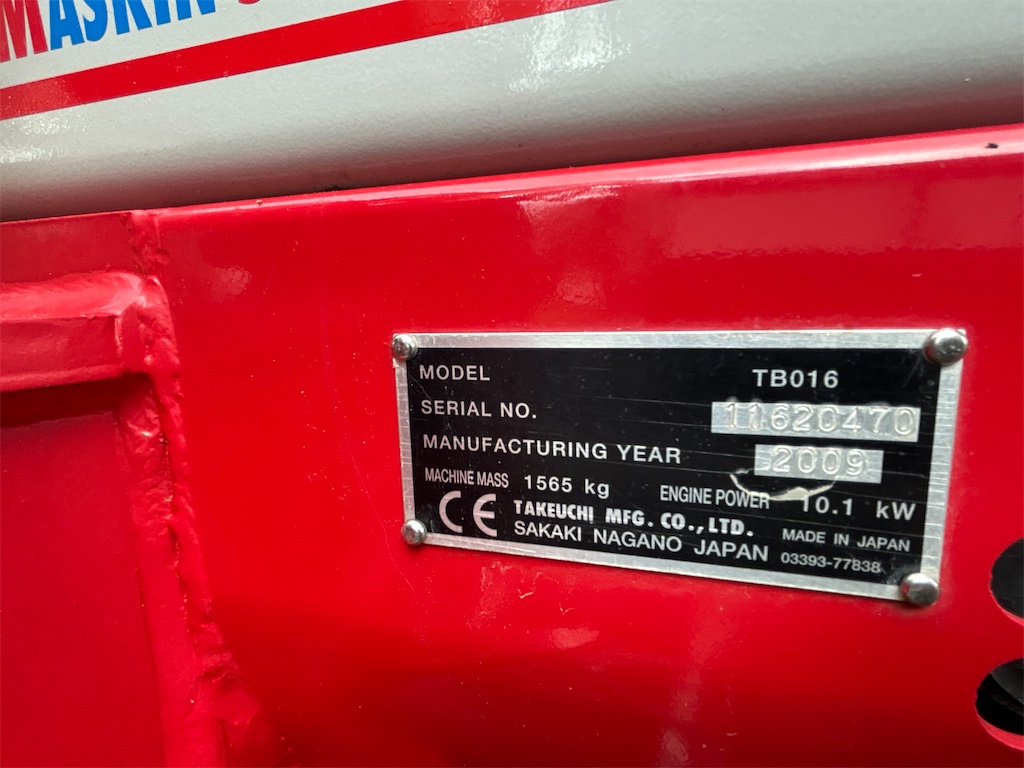 MASKIN
MODEL TB016
SERIAL NO. 11620470
MANUFACTURING YEAR 2009
MACHINE MASS 1565 kg ENGINE POWER 10.1 kW
CE TAKEUCHI MFG. CO., LTD.
SAKAKI NAGANO JAPAN MADE IN JAPAN
03393-77838